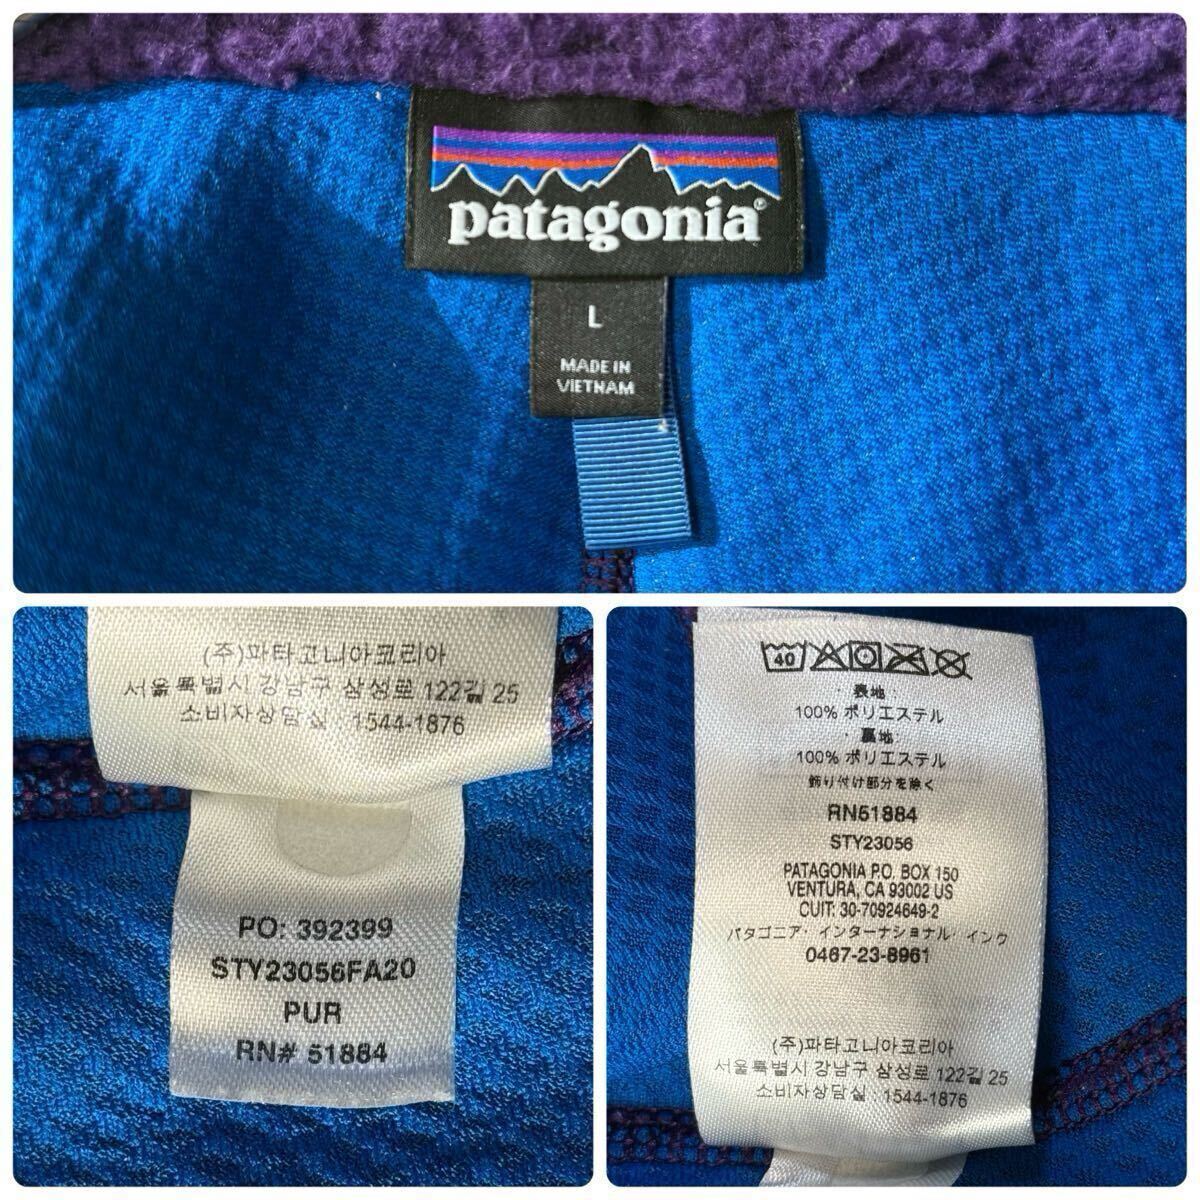 patagonia®
L
MADE IN
VIETNAM
(주)파타고니아코리아
서울특별시 강남구 삼성로 122길 25
소비자상담실 : 1544-1876
PO: 392399
STY23056FA20
PUR
RN# 51884
40
・表地・
100% ポリエステル
・裏地・
100% ポリエステル
飾り付け部分を除く
RN51884
STY23056
PATAGONIA P.O. BOX 150
VENTURA, CA 93002 US
CUIT: 30-70924649-2
パタゴニア・インターナショナル・インク
0467-23-8961
(주)파타고니아코리아
서울특별시 강남구 삼성로 122길 25
소비자상담실 : 1544-1876